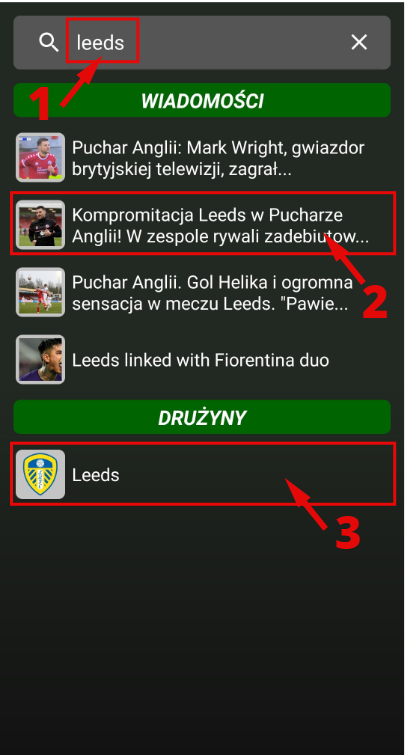 leeds
1
WIADOMOŚCI
Puchar Anglii: Mark Wright, gwiazdor
brytyjskiej telewizji, zagrał...
Kompromitacja Leeds w Pucharze
Anglii! W zespole rywali zadebiutow...
Puchar Anglii. Gol Helika i ogromna
sensacja w meczu Leeds. "Pawie...
2
Leeds linked with Fiorentina duo
DRUŻYNY
Leeds
3